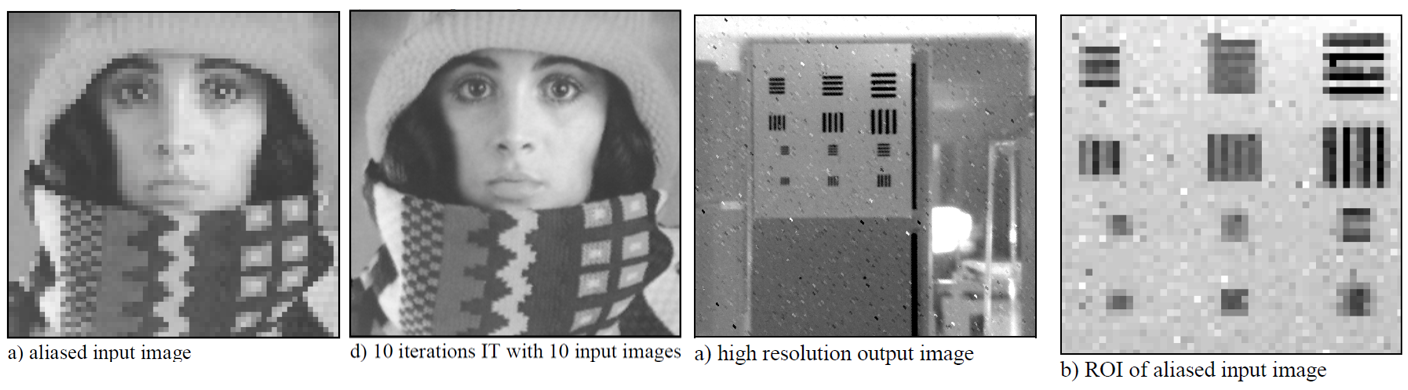 a) aliased input image
d) 10 iterations IT with 10 input images
a) high resolution output image
b) ROI of aliased input image